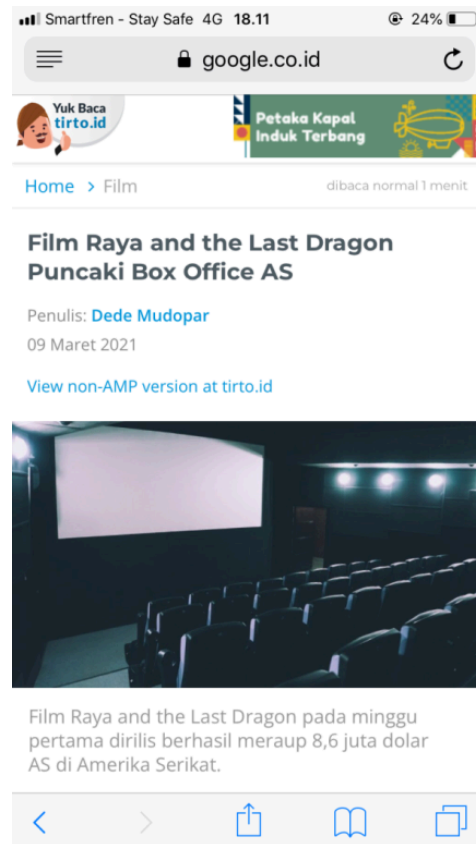 Smartfren - Stay Safe 4G 18.11 24%
google.co.id
Yuk Baca
tirto.id
Petaka Kapal
Induk Terbang
Home > Film dibaca normal 1 menit
Film Raya and the Last Dragon
Puncaki Box Office AS
Penulis: Dede Mudopar
09 Maret 2021
View non-AMP version at tirto.id
Film Raya and the Last Dragon pada minggu
pertama dirilis berhasil meraup 8,6 juta dolar
AS di Amerika Serikat.